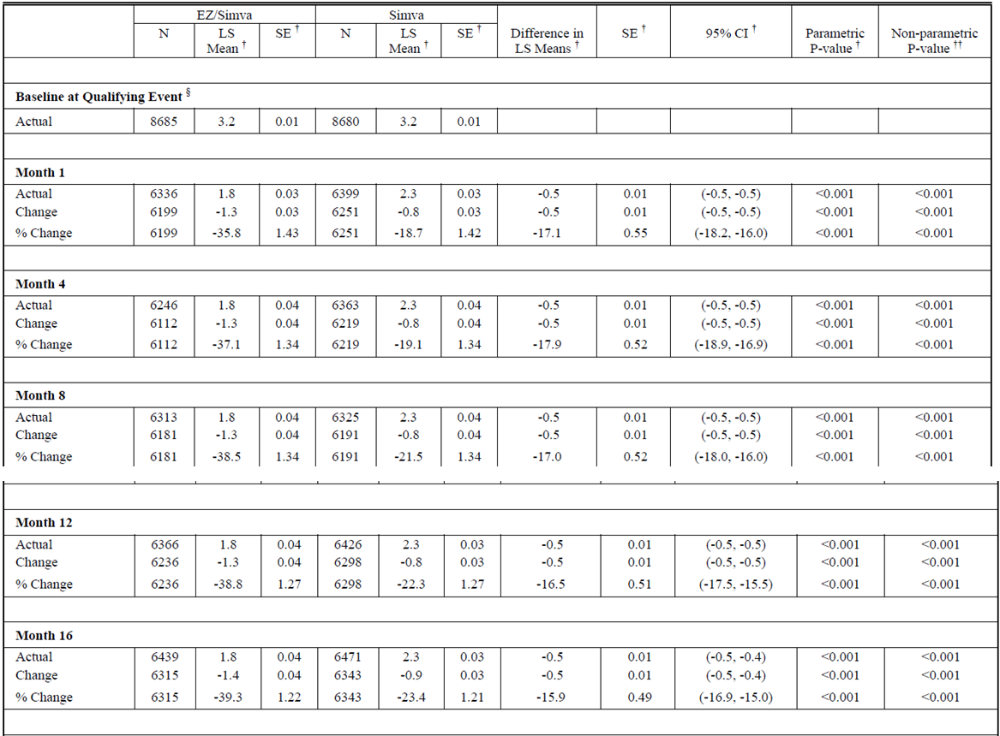 EZ/Simva Simva
N LS Mean † SE † N LS Mean † SE † Difference in LS Means † SE † 95% CI † Parametric P-value † Non-parametric P-value ††
Baseline at Qualifying Event §
Actual 8685 3.2 0.01 8680 3.2 0.01
Month 1
Actual 6336 1.8 0.03 6399 2.3 0.03 -0.5 0.01 (-0.5, -0.5) <0.001 <0.001
Change 6199 -1.3 0.03 6251 -0.8 0.03 -0.5 0.01 (-0.5, -0.5) <0.001 <0.001
% Change 6199 -35.8 1.43 6251 -18.7 1.42 -17.1 0.55 (-18.2, -16.0) <0.001 <0.001
Month 4
Actual 6246 1.8 0.04 6363 2.3 0.04 -0.5 0.01 (-0.5, -0.5) <0.001 <0.001
Change 6112 -1.3 0.04 6219 -0.8 0.04 -0.5 0.01 (-0.5, -0.5) <0.001 <0.001
% Change 6112 -37.1 1.34 6219 -19.1 1.34 -17.9 0.52 (-18.9, -16.9) <0.001 <0.001
Month 8
Actual 6313 1.8 0.04 6325 2.3 0.04 -0.5 0.01 (-0.5, -0.5) <0.001 <0.001
Change 6181 -1.3 0.04 6191 -0.8 0.04 -0.5 0.01 (-0.5, -0.5) <0.001 <0.001
% Change 6181 -38.5 1.34 6191 -21.5 1.34 -17.0 0.52 (-18.0, -16.0) <0.001 <0.001
Month 12
Actual 6366 1.8 0.04 6426 2.3 0.03 -0.5 0.01 (-0.5, -0.5) <0.001 <0.001
Change 6236 -1.3 0.04 6298 -0.8 0.03 -0.5 0.01 (-0.5, -0.5) <0.001 <0.001
% Change 6236 -38.8 1.27 6298 -22.3 1.27 -16.5 0.51 (-17.5, -15.5) <0.001 <0.001
Month 16
Actual 6439 1.8 0.04 6471 2.3 0.03 -0.5 0.01 (-0.5, -0.4) <0.001 <0.001
Change 6315 -1.4 0.04 6343 -0.9 0.03 -0.5 0.01 (-0.5, -0.4) <0.001 <0.001
% Change 6315 -39.3 1.22 6343 -23.4 1.21 -15.9 0.49 (-16.9, -15.0) <0.001 <0.001